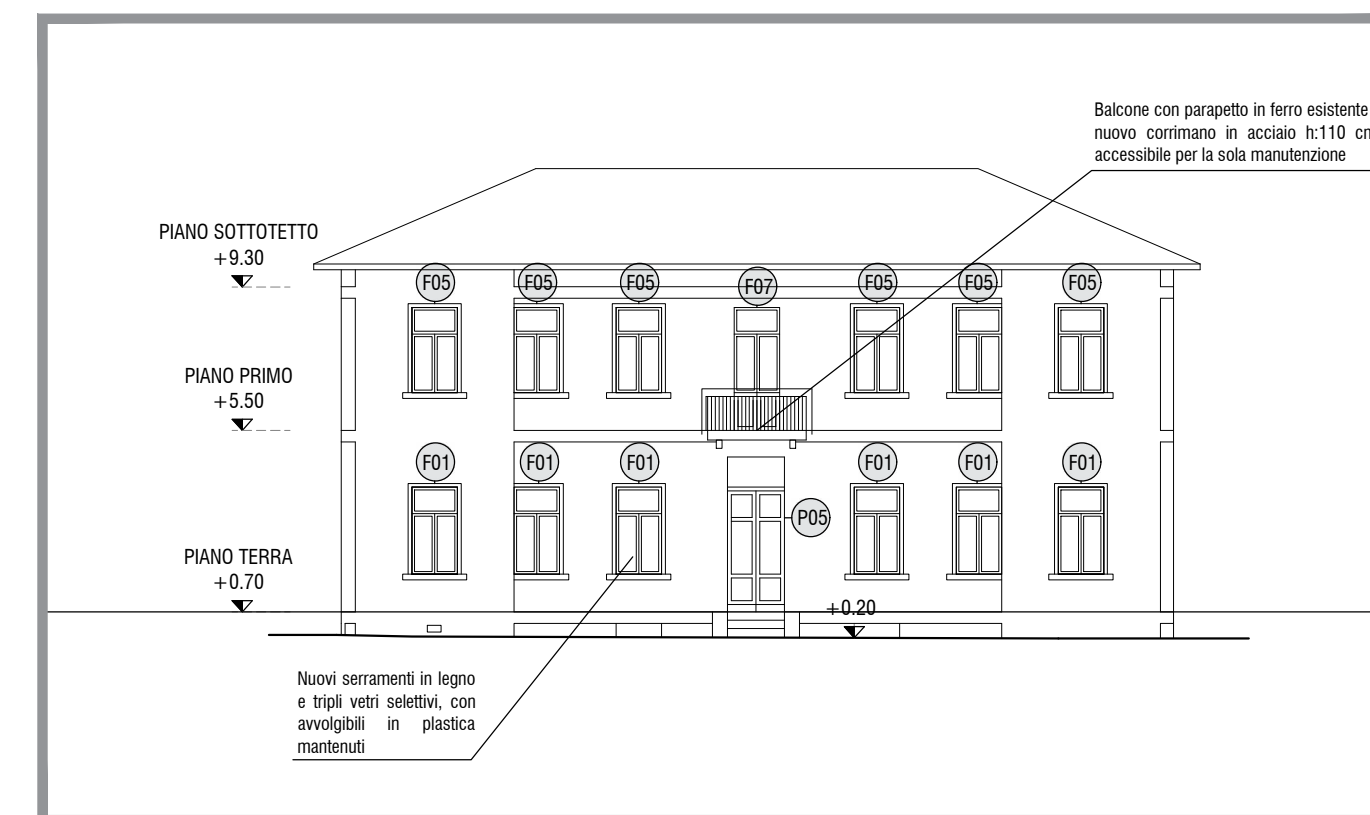 Balcone con parapetto in ferro esistente
nuovo corrimano in acciaio h:110
accessibile per la sola manutenzione
PIANO SOTTOTETTO
+9.30
F05 F05 F05 F07 F05 F05 F05
PIANO PRIMO
+5.50
F01 F01 F01 F01 F01 F01
P05
PIANO TERRA
+0.70
+0.20
Nuovi serramenti in legno
e tripli vetri selettivi, con
avvolgibili in plastica
mantenuti